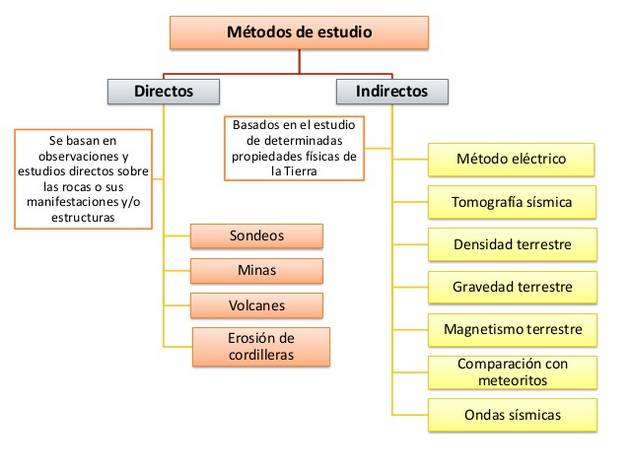 Métodos de estudio
Directos
Indirectos
Se basan en
observaciones y
estudios directos sobre
las rocas o sus
manifestaciones y/o
estructuras
Basados en el estudio
de determinadas
propiedades físicas de
la Tierra
Sondeos
Minas
Volcanes
Erosión de
cordilleras
Método eléctrico
Tomografía sísmica
Densidad terrestre
Gravedad terrestre
Magnetismo terrestre
Comparación con
meteoritos
Ondas sísmicas